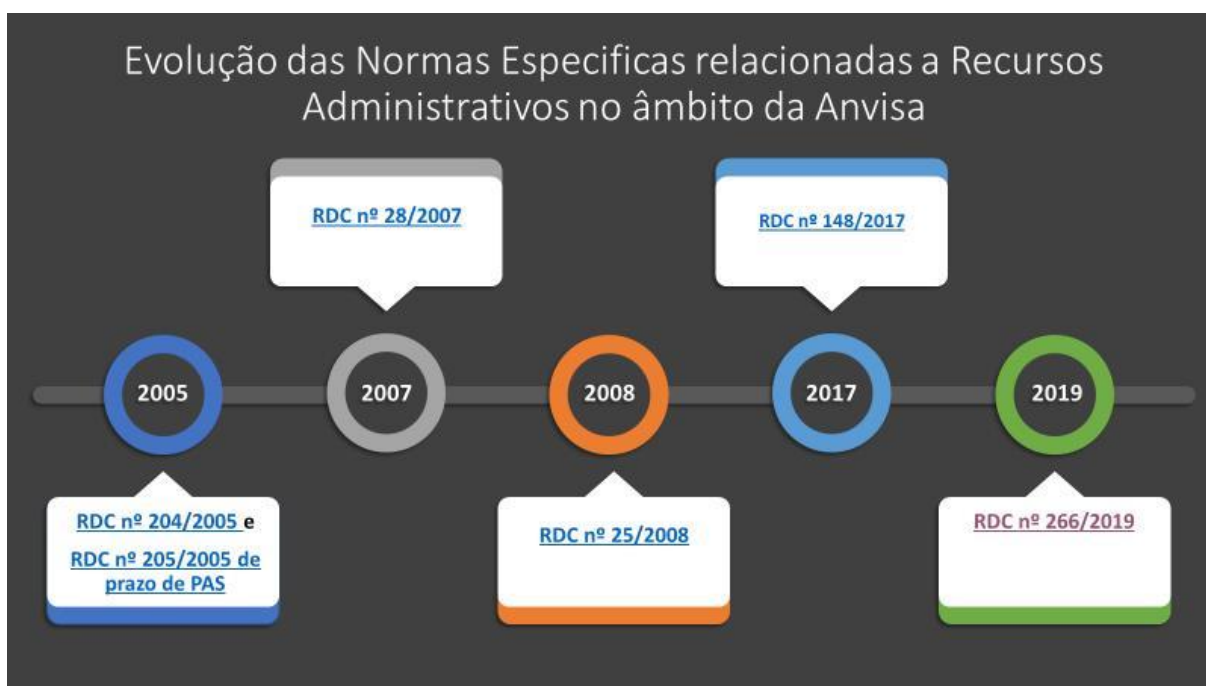 Evolução das Normas Especificas relacionadas a Recursos
Administrativos no âmbito da Anvisa
RDC nº 28/2007
RDC nº 148/2017
2005
2007
2008
2017
2019
RDC nº 204/2005 e
RDC nº 205/2005 de
prazo de PAS
RDC nº 25/2008
RDC nº 266/2019